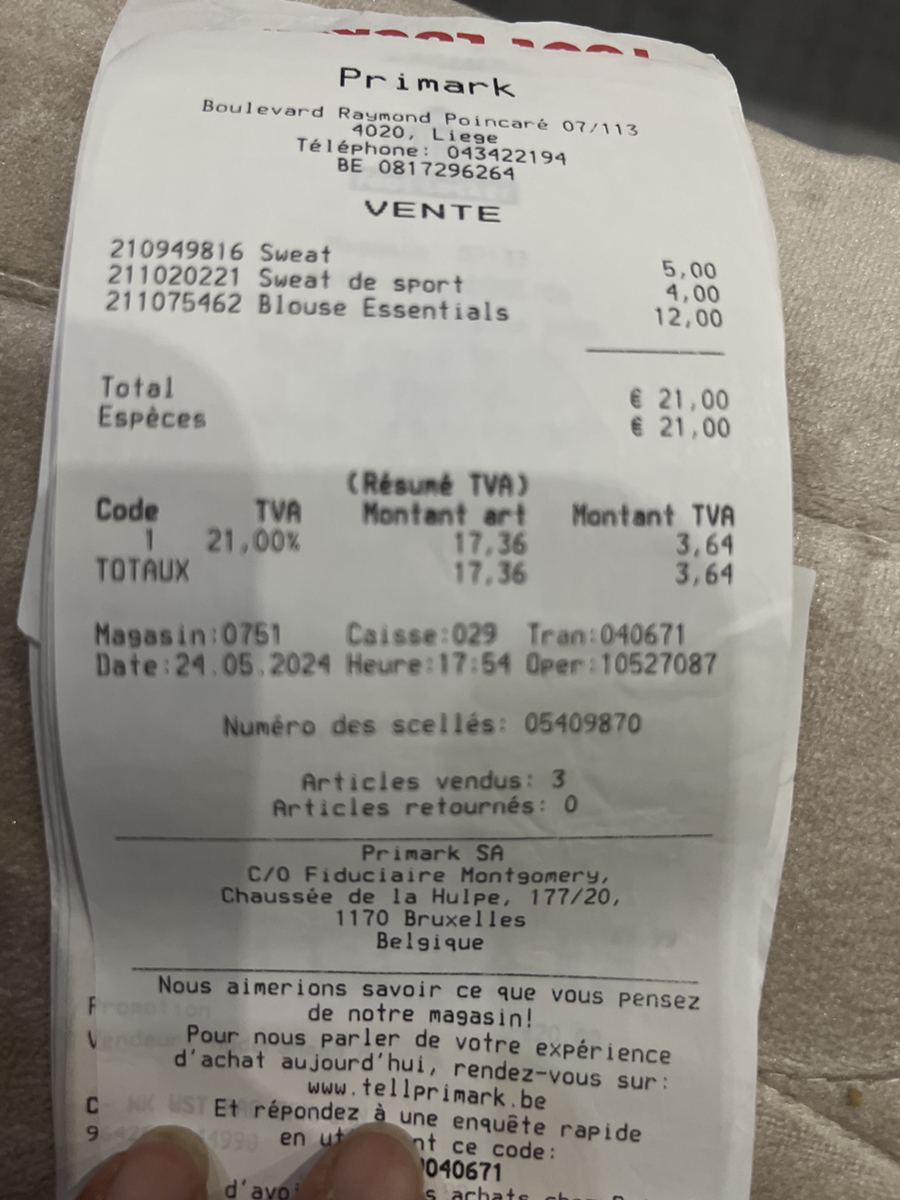 Primark
Boulevard Raymond Poincaré 07/113
4020, Liege
Téléphone: 043422194
BE 0817296264
VENTE
210949816 Sweat 5,00
211020221 Sweat de sport 4,00
211075462 Blouse Essentials 12,00
Total € 21,00
Espèces € 21,00
(Résumé TVA)
Code TVA Montant art Montant TVA
1 21,00% 17,36 3,64
TOTAUX 17,36 3,64
Magasin:0751 Caisse:029 Tran:040671
Date:24.05.2024 Heure:17:54 Oper:10527087
Numéro des scellés: 05409870
Articles vendus: 3
Articles retournés: 0
Primark SA
C/O Fiduciaire Montgomery,
Chaussée de la Hulpe, 177/20,
1170 Bruxelles
Belgique
Nous aimerions savoir ce que vous pensez
de notre magasin!
Pour nous parler de votre expérience
d'achat aujourd'hui, rendez-vous sur:
www.tellprimark.be
Et répondez à une enquête rapide
en ce code:
040671
achats